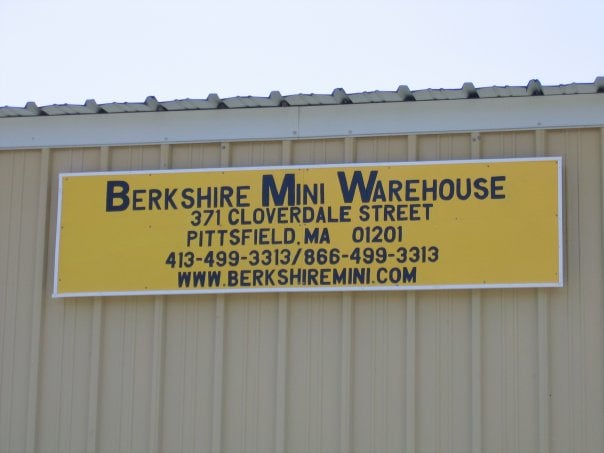 BERKSHIRE MINI WAREHOUSE
371 CLOVERDALE STREET
PITTSFIELD, MA 01201
413-499-3313/866-499-3313
WWW.BERKSHIREMINI.COM